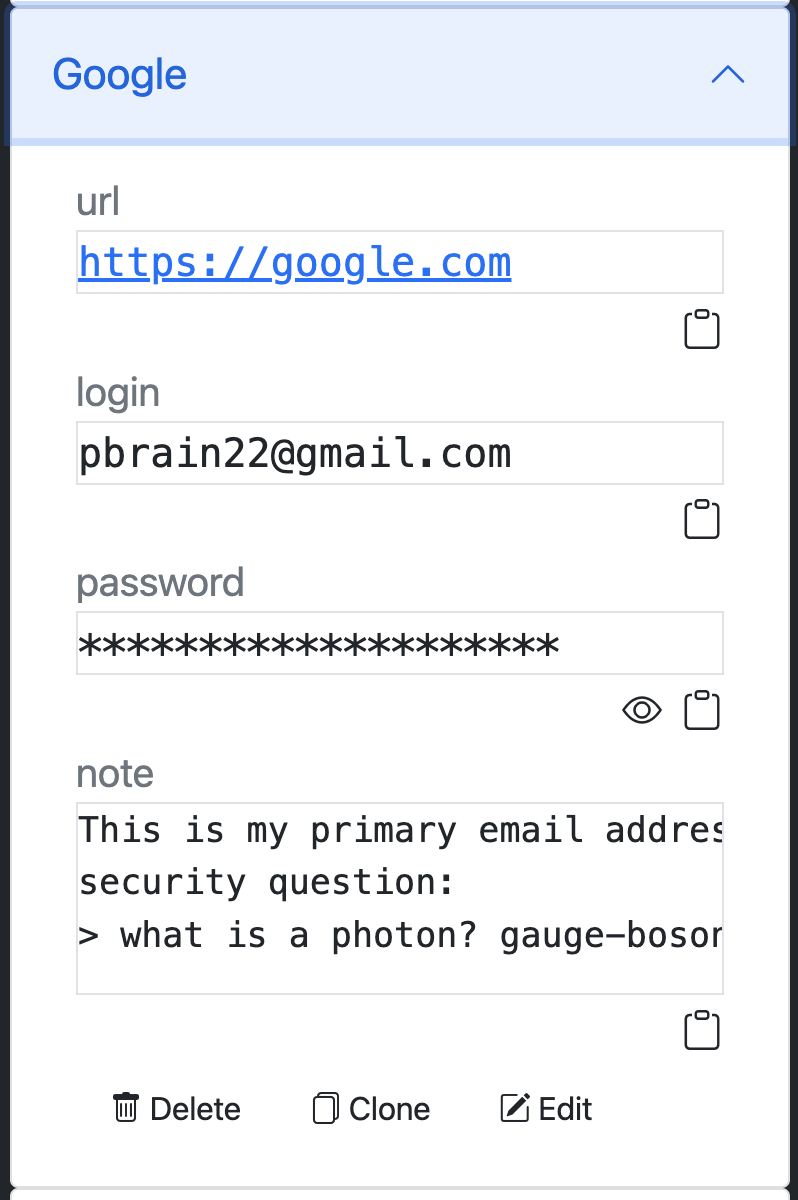 Google
url
https://google.com
login
pbrain22@gmail.com
password
********************
note
This is my primary email addres
security question:
> what is a photon? gauge-boson
Delete Clone Edit